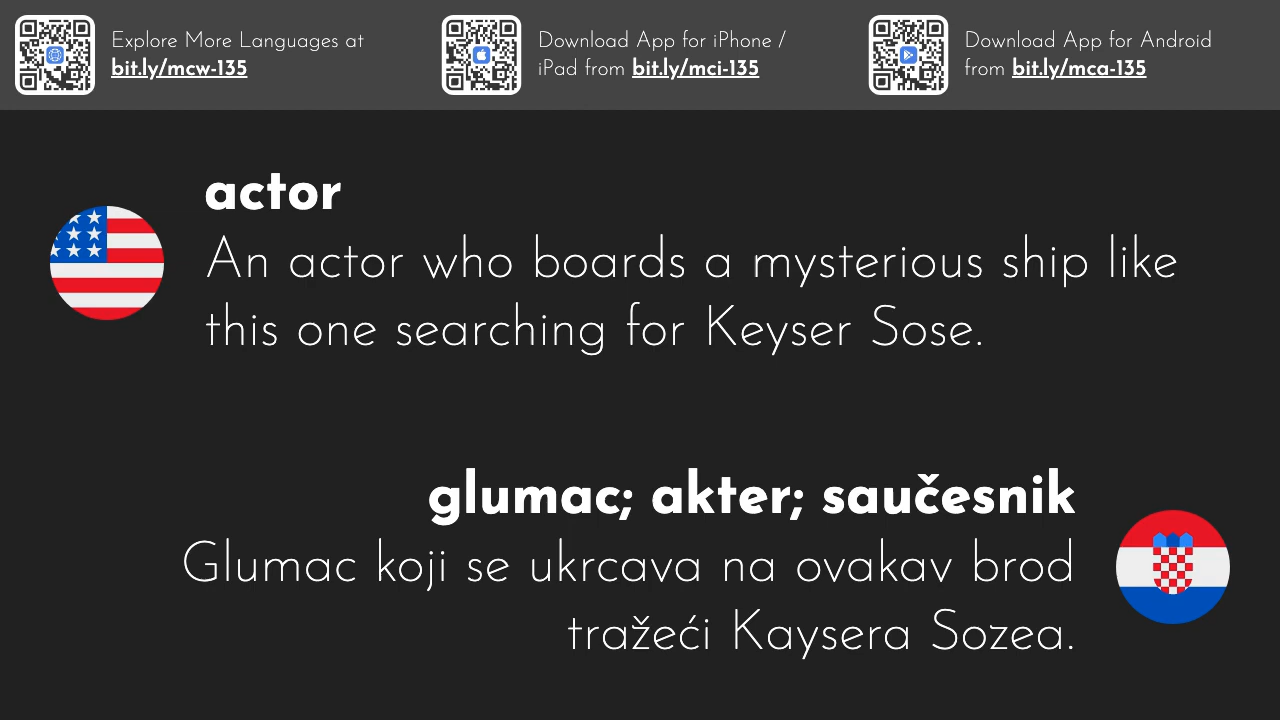 Explore More Languages at
bit.ly/mcw-135
Download App for iPhone /
iPad from bit.ly/mci-135
Download App for Android
from bit.ly/mca-135
actor
An actor who boards a mysterious ship like
this one searching for Keyser Sose.
glumac; akter; saučesnik
Glumac koji se ukrcava na ovakav brod
tražeći Kaysera Sozea.